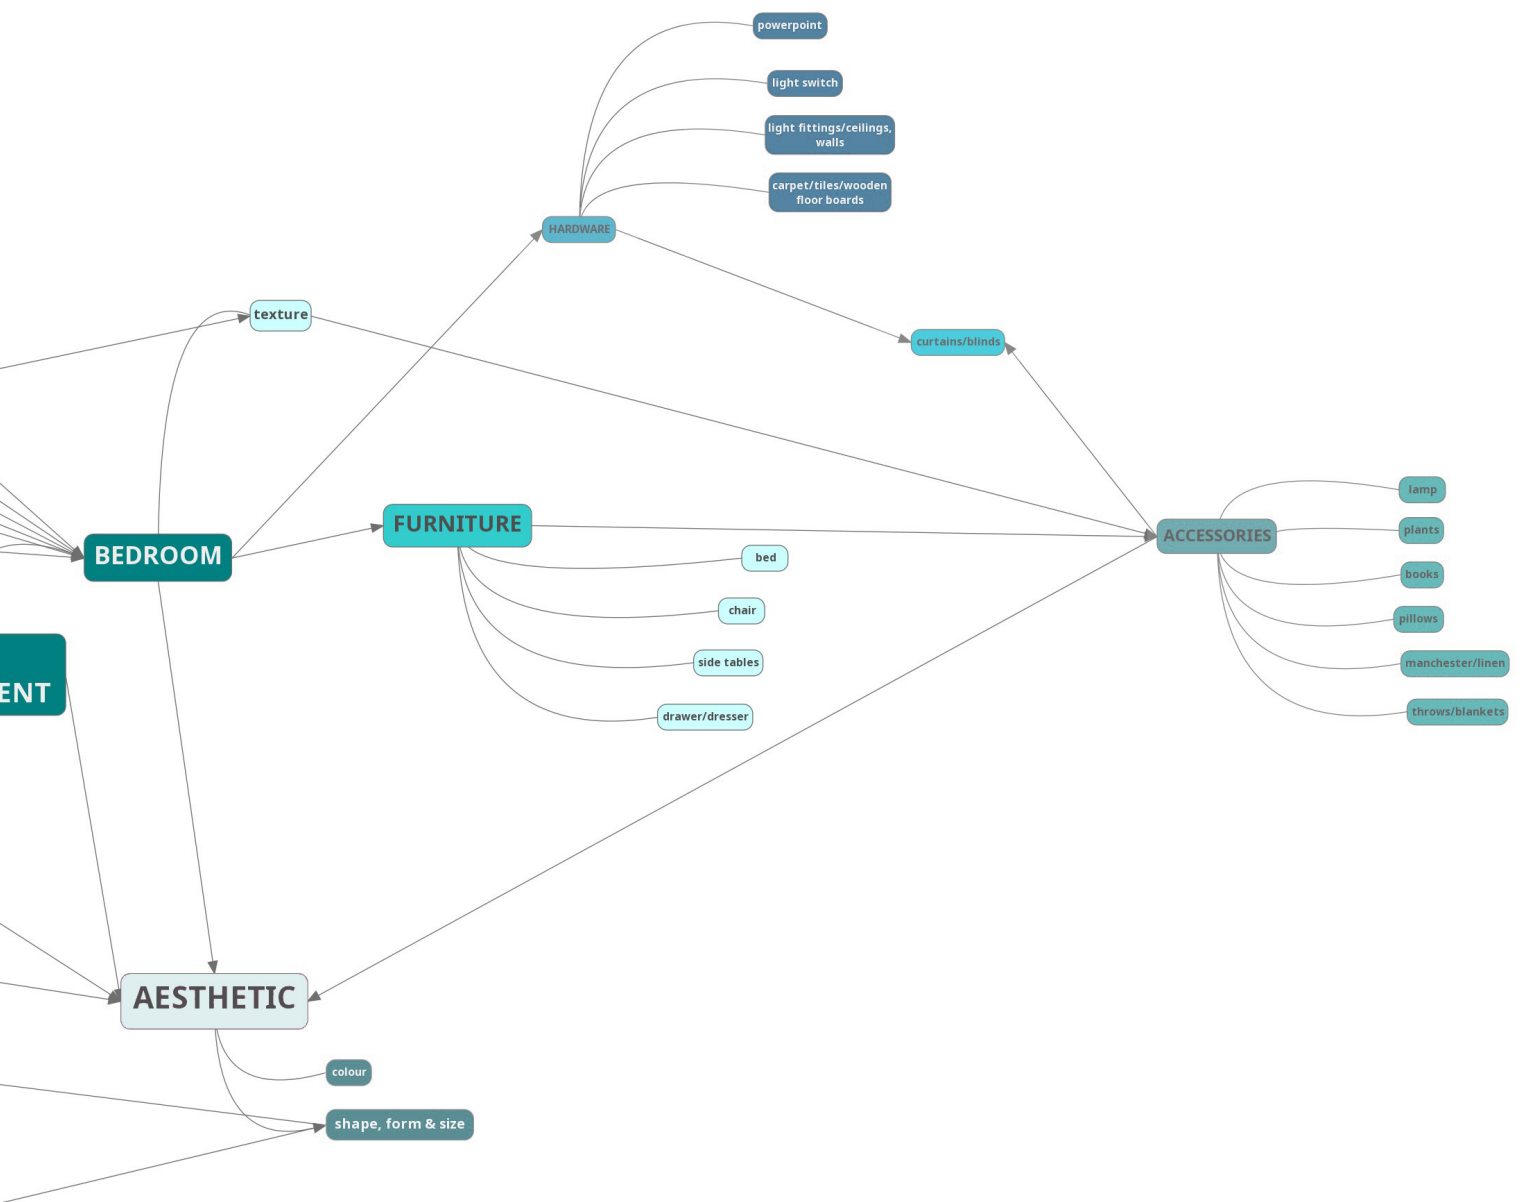 powerpoint
light switch
light fittings/ceilings,
walls
carpet/tiles/wooden
floor boards
HARDWARE
texture
curtains/blinds
lamp
FURNITURE
plants
ACCESSORIES
BEDROOM
bed
books
chair
pillows
side tables
manchester/linen
ENT
drawer/dresser
throws/blankets
AESTHETIC
colour
shape, form & size